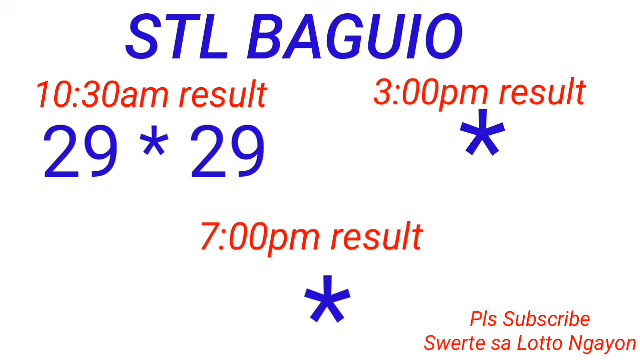 STL BAGUIO
10:30am result
29 * 29
3:00pm result
*
7:00pm result
*
Pls Subscribe
Swerte sa Lotto Ngayon